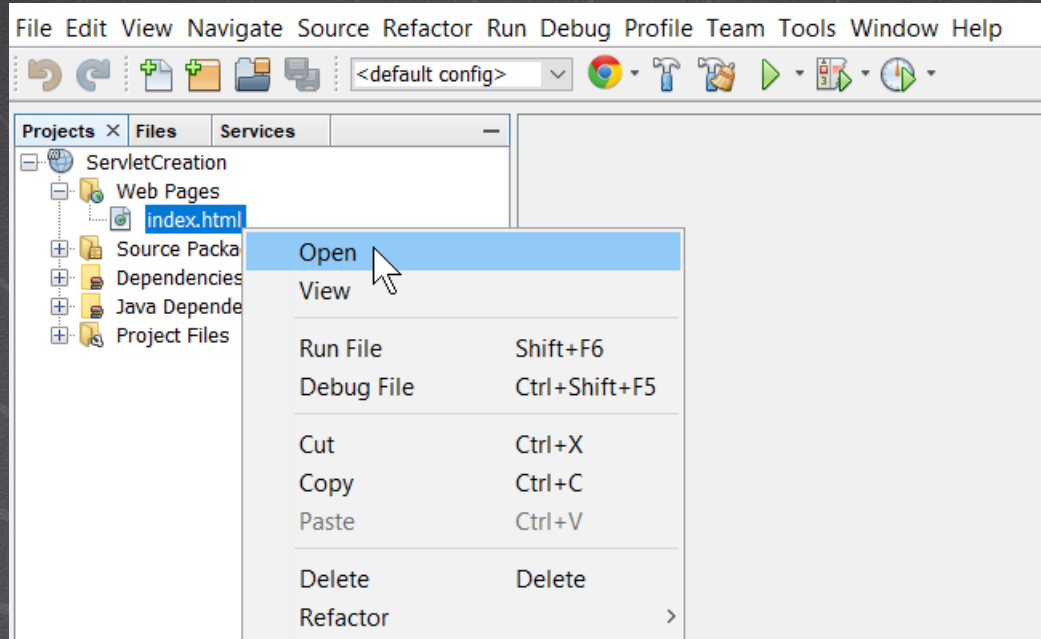 File Edit View Navigate Source Refactor Run Debug Profile Team Tools Window Help
<default config>
Projects Files Services
ServletCreation
Web Pages
index.html
Source Packa
Open
Dependencies
View
Java Depende
Project Files
Run File Shift+F6
Debug File Ctrl+Shift+F5
Cut Ctrl+X
Copy Ctrl+C
Paste Ctrl+V
Delete Delete
Refactor